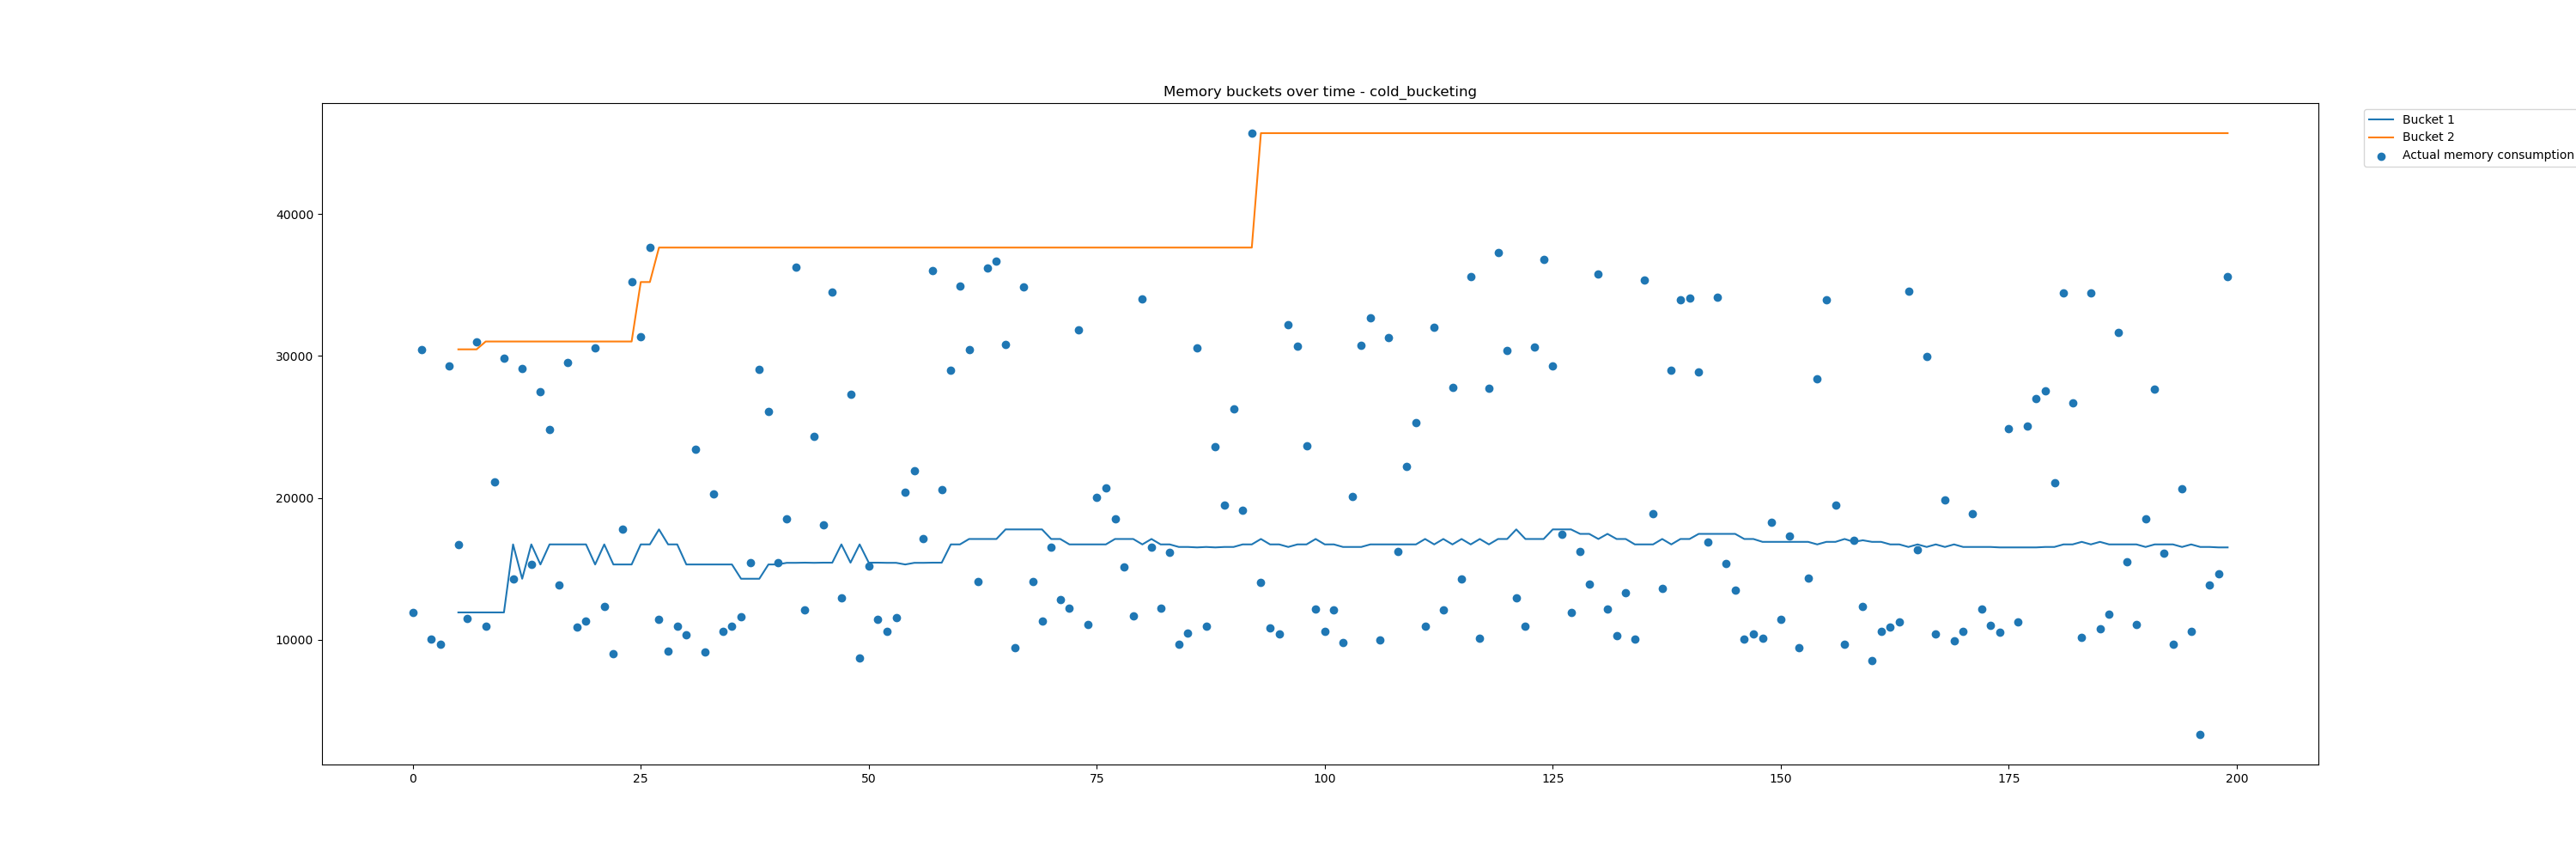 Memory buckets over time - cold_bucketing
Bucket 1
Bucket 2
Actual memory consumption
40000
30000
20000
10000
0 25 50 75 100 125 150 175 200